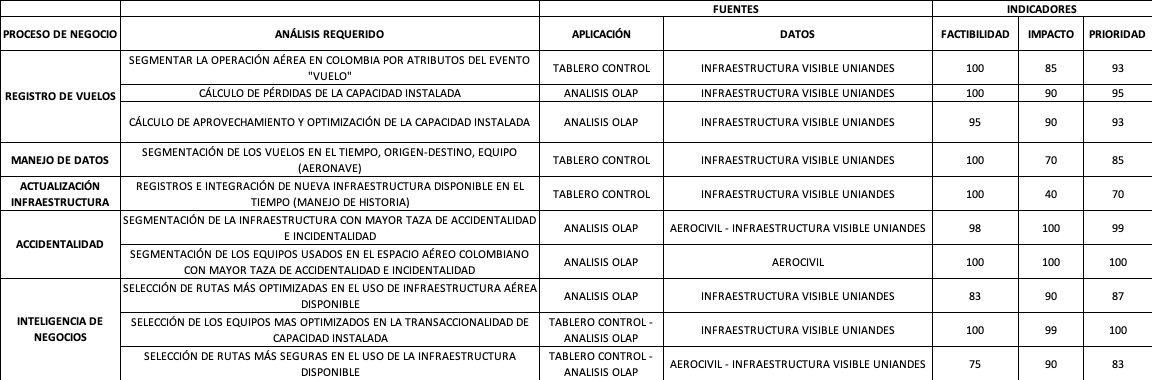 FUENTES INDICADORES
PROCESO DE NEGOCIO ANÁLISIS REQUERIDO APLICACIÓN DATOS FACTIBILIDAD IMPACTO PRIORIDAD
REGISTRO DE VUELOS
SEGMENTAR LA OPERACIÓN AÉREA EN COLOMBIA POR ATRIBUTOS DEL EVENTO
"VUELO"
TABLERO CONTROL INFRAESTRUCTURA VISIBLE UNIANDES 100 85 93
CÁLCULO DE PÉRDIDAS DE LA CAPACIDAD INSTALADA ANALISIS OLAP INFRAESTRUCTURA VISIBLE UNIANDES 100 90 95
CÁLCULO DE APROVECHAMIENTO Y OPTIMIZACIÓN DE LA CAPACIDAD INSTALADA ANALISIS OLAP INFRAESTRUCTURA VISIBLE UNIANDES 95 90 93
MANEJO DE DATOS
SEGMENTACIÓN DE LOS VUELOS EN EL TIEMPO, ORIGEN-DESTINO, EQUIPO
(AERONAVE)
TABLERO CONTROL INFRAESTRUCTURA VISIBLE UNIANDES 100 70 85
ACTUALIZACIÓN
INFRAESTRUCTURA
REGISTROS E INTEGRACIÓN DE NUEVA INFRAESTRUCTURA DISPONIBLE EN EL
TIEMPO (MANEJO DE HISTORIA)
TABLERO CONTROL INFRAESTRUCTURA VISIBLE UNIANDES 100 40 70
ACCIDENTALIDAD
SEGMENTACIÓN DE LA INFRAESTRUCTURA CON MAYOR TAZA DE ACCIDENTALIDAD
E INCIDENTALIDAD
ANALISIS OLAP AEROCIVIL - INFRAESTRUCTURA VISIBLE UNIANDES 98 100 99
SEGMENTACIÓN DE LOS EQUIPOS USADOS EN EL ESPACIO AÉREO COLOMBIANO
CON MAYOR TAZA DE ACCIDENTALIDAD E INCIDENTALIDAD
ANALISIS OLAP AEROCIVIL 100 100 100
INTELIGENCIA DE
NEGOCIOS
SELECCIÓN DE RUTAS MÁS OPTIMIZADAS EN EL USO DE INFRAESTRUCTURA AÉREA
DISPONIBLE
ANALISIS OLAP INFRAESTRUCTURA VISIBLE UNIANDES 83 90 87
SELECCIÓN DE LOS EQUIPOS MAS OPTIMIZADOS EN LA TRANSACCIONALIDAD DE
CAPACIDAD INSTALADA
TABLERO CONTROL -
ANALISIS OLAP
INFRAESTRUCTURA VISIBLE UNIANDES 100 99 100
SELECCIÓN DE RUTAS MÁS SEGURAS EN EL USO DE LA INFRAESTRUCTURA
DISPONIBLE
TABLERO CONTROL -
ANALISIS OLAP
AEROCIVIL - INFRAESTRUCTURA VISIBLE UNIANDES 75 90 83